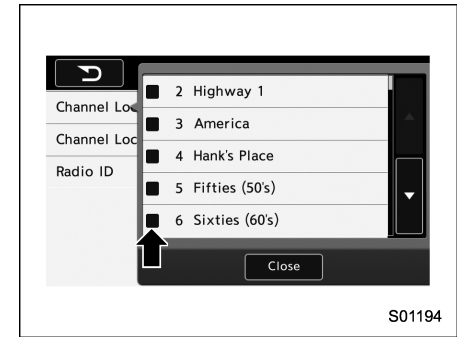 2 Highway 1
Channel Loc
3 America
Channel Loc
4 Hank's Place
Radio ID
5 Fifties (50's)
6 Sixties (60's)
Close
S01194